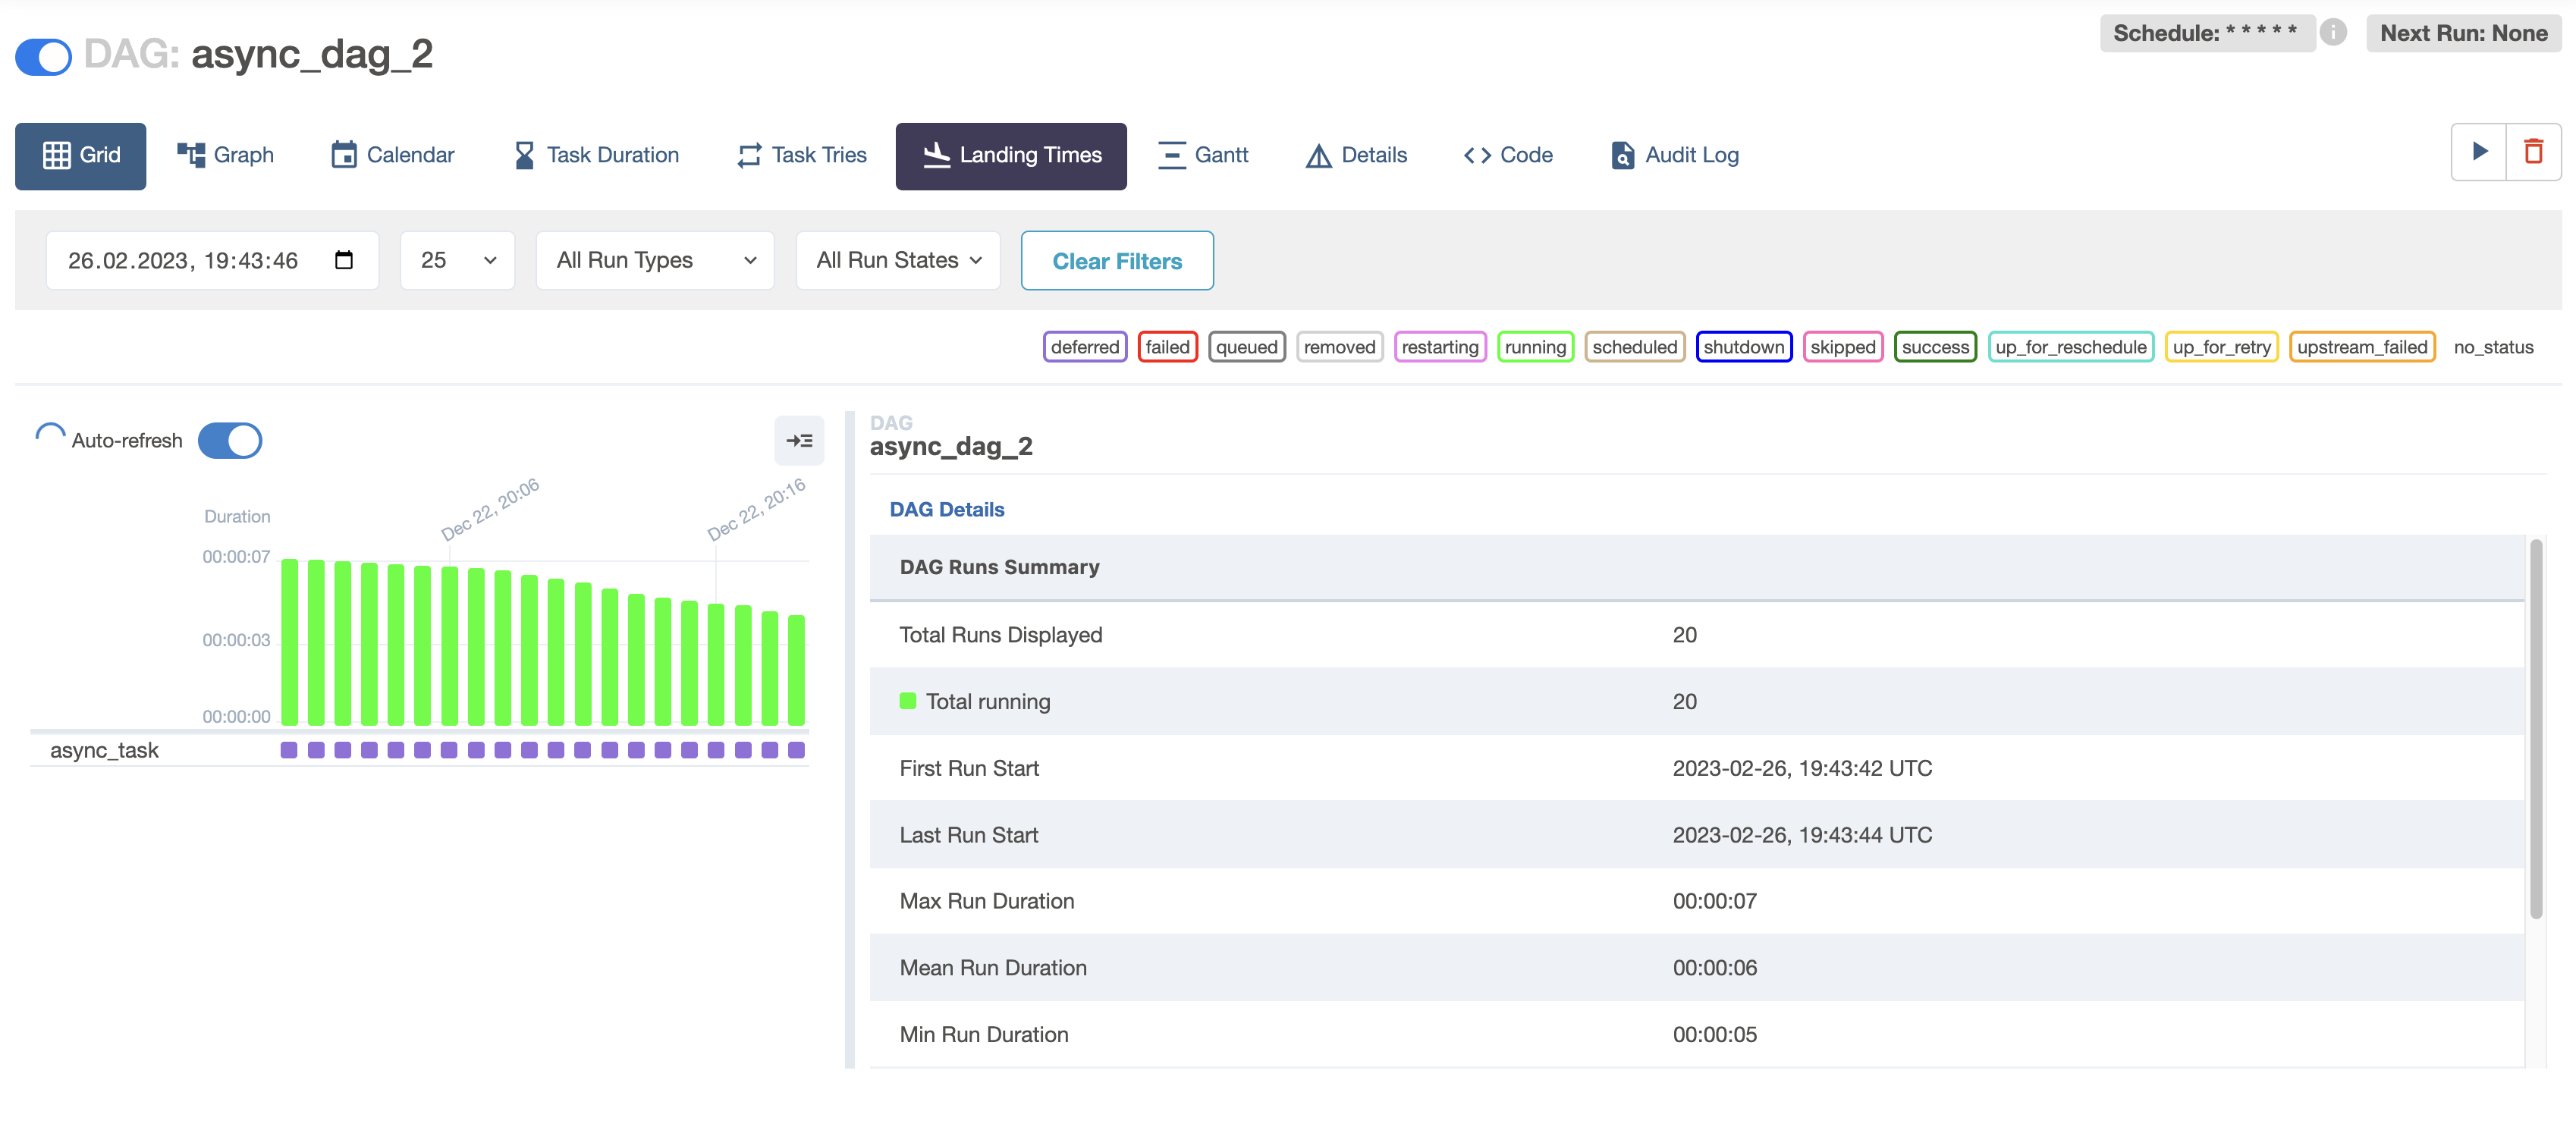 DAG: async_dag_2
Schedule: * * * * *
i
Next Run: None
Grid
Graph
Calendar
Task Duration
Task Tries
Landing Times
Gantt
Details
Code
Audit Log
26.02.2023, 19:43:46
25
All Run Types
All Run States
Clear Filters
deferred
failed
queued
removed
restarting
running
scheduled
shutdown
skipped
success
up_for_reschedule
up_for_retry
upstream_failed
no_status
Auto-refresh
Duration
Dec 22, 20:06
Dec 22, 20:16
00:00:07
00:00:03
00:00:00
async_task
DAG
async_dag_2
DAG Details
DAG Runs Summary
Total Runs Displayed 20
Total running 20
First Run Start 2023-02-26, 19:43:42 UTC
Last Run Start 2023-02-26, 19:43:44 UTC
Max Run Duration 00:00:07
Mean Run Duration 00:00:06
Min Run Duration 00:00:05